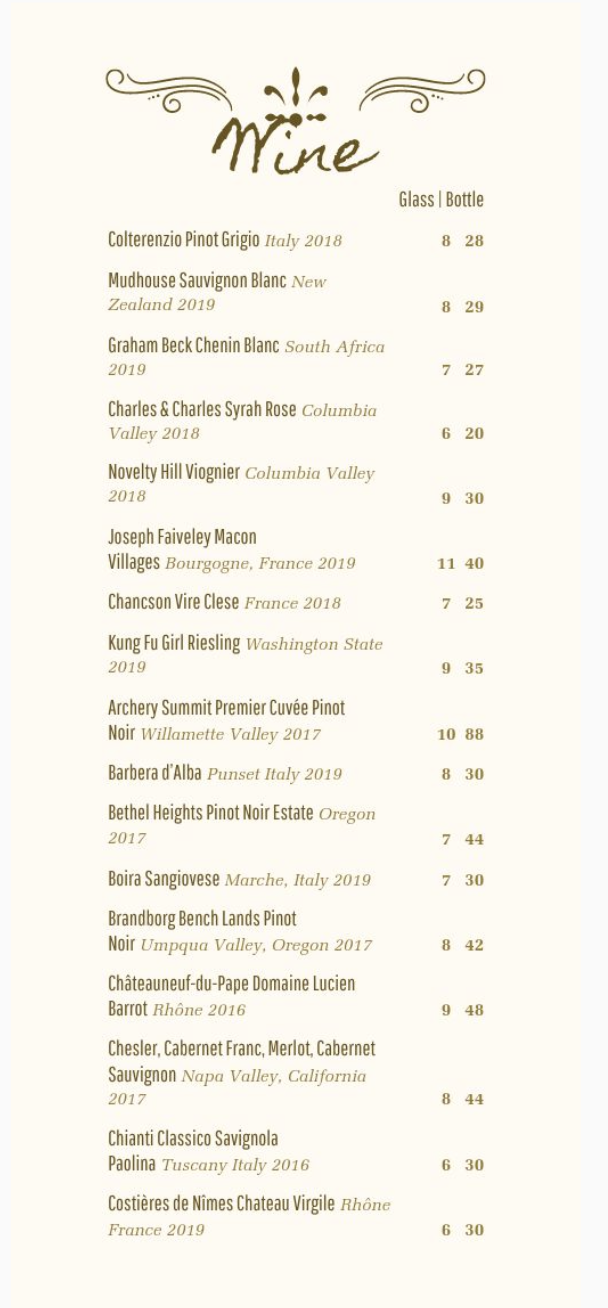 Wine
Glass | Bottle
Colterenzio Pinot Grigio Italy 2018 8 28
Mudhouse Sauvignon Blanc New
Zealand 2019 8 29
Graham Beck Chenin Blanc South Africa
2019 7 27
Charles & Charles Syrah Rose Columbia
Valley 2018 6 20
Novelty Hill Viognier Columbia Valley
2018 9 30
Joseph Faiveley Macon
Villages Bourgogne, France 2019 11 40
Chancson Vire Clese France 2018 7 25
Kung Fu Girl Riesling Washington State
2019 9 35
Archery Summit Premier Cuvée Pinot
Noir Willamette Valley 2017 10 88
Barbera d'Alba Punset Italy 2019 8 30
Bethel Heights Pinot Noir Estate Oregon
2017 7 44
Boira Sangiovese Marche, Italy 2019 7 30
Brandborg Bench Lands Pinot
Noir Umpqua Valley, Oregon 2017 8 42
Châteauneuf-du-Pape Domaine Lucien
Barrot Rhône 2016 9 48
Chesler, Cabernet Franc, Merlot, Cabernet
Sauvignon Napa Valley, California
2017 8 44
Chianti Classico Savignola
Paolina Tuscany Italy 2016 6 30
Costières de Nîmes Chateau Virgile Rhône
France 2019 6 30